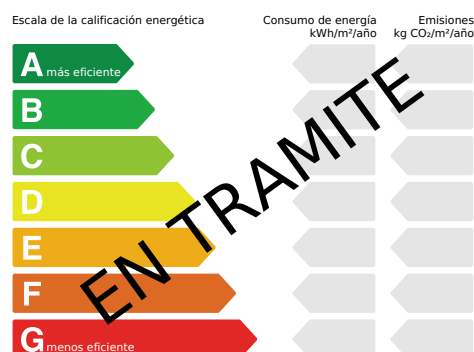 Escala de la calificación energética
Consumo de energía
kWh/m²/año
Emisiones
kg CO₂/m²/año
A más eficiente
B
C
D
E
F
G menos eficiente
EN TRAMITE